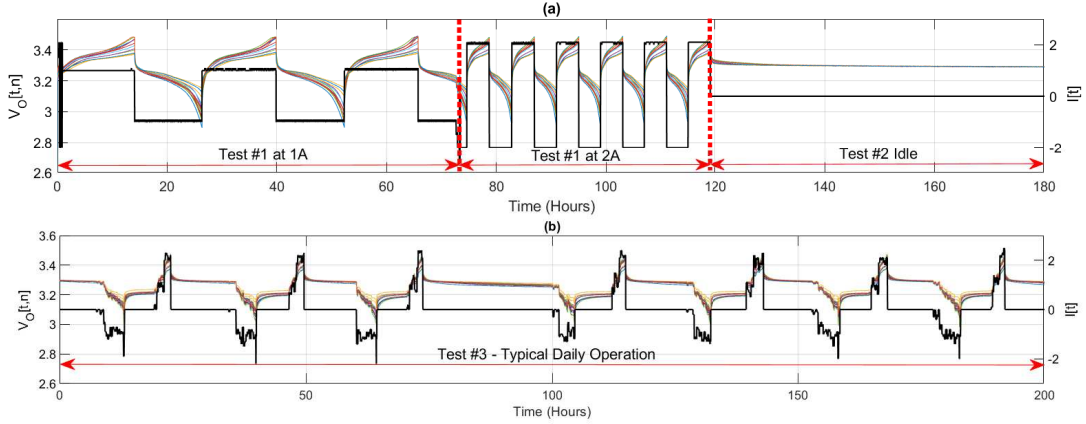 (a)
3.4
3.2
3
2.8
2.6
V_O[t,n]
2
1
0
-1
-2
I[t]
Test #1 at 1A
Test #1 at 2A
Test #2 Idle
0 20 40 60 80 100 120 140 160 180
Time (Hours)
(b)
3.6
3.4
3.2
3
2.8
2.6
V_O[t,n]
2
0
-2
I[t]
Test #3 - Typical Daily Operation
0 50 100 150 200
Time (Hours)